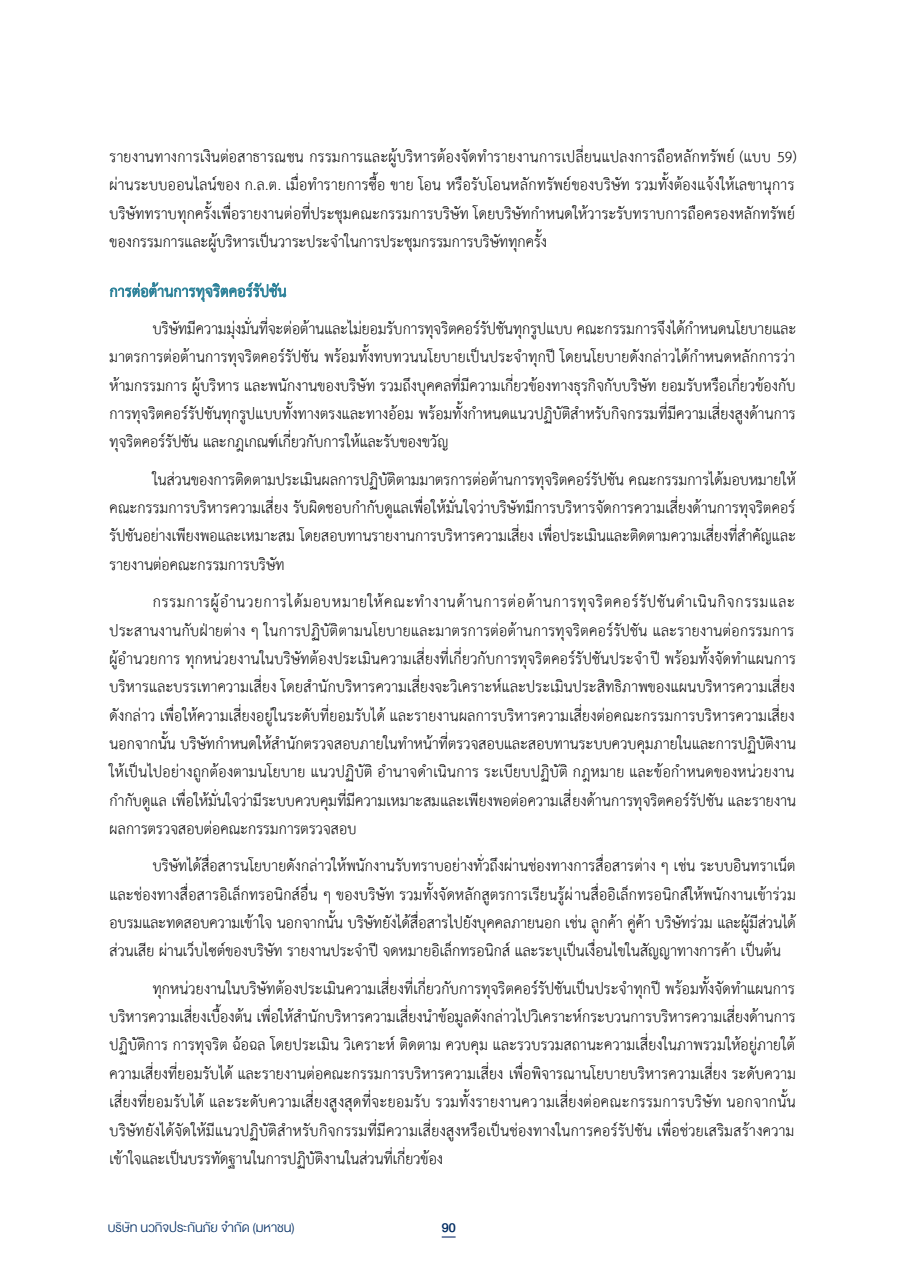 รายงานทางการเงินต่อสาธารณชน กรรมการและผู้บริหารต้องจัดทำรายงานการเปลี่ยนแปลงการถือหลักทรัพย์ (แบบ 59)
ผ่านระบบออนไลน์ของ ก.ล.ต. เมื่อทำรายการซื้อ ขาย โอน หรือรับโอนหลักทรัพย์ของบริษัท รวมทั้งต้องแจ้งให้เลขานุการ
บริษัททราบทุกครั้งเพื่อรายงานต่อที่ประชุมคณะกรรมการบริษัท โดยบริษัทกำหนดให้วาระรับทราบการถือครองหลักทรัพย์
ของกรรมการและผู้บริหารเป็นวาระประจำในการประชุมกรรมการบริษัททุกครั้ง
การต่อต้านการทุจริตคอร์รัปชัน
บริษัทมีความมุ่งมั่นที่จะต่อต้านและไม่ยอมรับการทุจริตคอร์รัปชันทุกรูปแบบ คณะกรรมการจึงได้กำหนดนโยบายและ
มาตรการต่อต้านการทุจริตคอร์รัปชัน พร้อมทั้งทบทวนนโยบายเป็นประจำทุกปี โดยนโยบายดังกล่าวได้กำหนดหลักการว่า
ห้ามกรรมการ ผู้บริหาร และพนักงานของบริษัท รวมถึงบุคคลที่มีความเกี่ยวข้องทางธุรกิจกับบริษัท ยอมรับหรือเกี่ยวข้องกับ
การทุจริตคอร์รัปชันทุกรูปแบบทั้งทางตรงและทางอ้อม พร้อมทั้งกำหนดแนวปฏิบัติสำหรับกิจกรรมที่มีความเสี่ยงสูงด้านการ
ทุจริตคอร์รัปชัน และกฎเกณฑ์เกี่ยวกับการให้และรับของขวัญ
ในส่วนของการติดตามประเมินผลการปฏิบัติตามมาตรการต่อต้านการทุจริตคอร์รัปชัน คณะกรรมการได้มอบหมายให้
คณะกรรมการบริหารความเสี่ยง รับผิดชอบกำกับดูแลเพื่อให้มั่นใจว่าบริษัทมีการบริหารจัดการความเสี่ยงด้านการทุจริตคอร์
รัปชันอย่างเพียงพอและเหมาะสม โดยสอบทานรายงานการบริหารความเสี่ยง เพื่อประเมินและติดตามความเสี่ยงที่สำคัญและ
รายงานต่อคณะกรรมการบริษัท
กรรมการผู้อำนวยการได้มอบหมายให้คณะทำงานด้านการต่อต้านการทุจริตคอร์รัปชันดำเนินกิจกรรมและ
ประสานงานกับฝ่ายต่าง ๆ ในการปฏิบัติตามนโยบายและมาตรการต่อต้านการทุจริตคอร์รัปชัน และรายงานต่อกรรมการ
ผู้อำนวยการ ทุกหน่วยงานในบริษัทต้องประเมินความเสี่ยงที่เกี่ยวกับการทุจริตคอร์รัปชันประจำปี พร้อมทั้งจัดทำแผนการ
บริหารและบรรเทาความเสี่ยง โดยสำนักบริหารความเสี่ยงจะวิเคราะห์และประเมินประสิทธิภาพของแผนบริหารความเสี่ยง
ดังกล่าว เพื่อให้ความเสี่ยงอยู่ในระดับที่ยอมรับได้ และรายงานผลการบริหารความเสี่ยงต่อคณะกรรมการบริหารความเสี่ยง
นอกจากนั้น บริษัทกำหนดให้สำนักตรวจสอบภายในทำหน้าที่ตรวจสอบและสอบทานระบบควบคุมภายในและการปฏิบัติงาน
ให้เป็นไปอย่างถูกต้องตามนโยบาย แนวปฏิบัติ อำนาจดำเนินการ ระเบียบปฏิบัติ กฎหมาย และข้อกำหนดของหน่วยงาน
กำกับดูแล เพื่อให้มั่นใจว่ามีระบบควบคุมที่มีความเหมาะสมและเพียงพอต่อความเสี่ยงด้านการทุจริตคอร์รัปชัน และรายงาน
ผลการตรวจสอบต่อคณะกรรมการตรวจสอบ
บริษัทได้สื่อสารนโยบายดังกล่าวให้พนักงานรับทราบอย่างทั่วถึงผ่านช่องทางการสื่อสารต่าง ๆ เช่น ระบบอินทราเน็ต
และช่องทางสื่อสารอิเล็กทรอนิกส์อื่น ๆ ของบริษัท รวมทั้งจัดหลักสูตรการเรียนรู้ผ่านสื่ออิเล็กทรอนิกส์ให้พนักงานเข้าร่วม
อบรมและทดสอบความเข้าใจ นอกจากนั้น บริษัทยังได้สื่อสารไปยังบุคคลภายนอก เช่น ลูกค้า คู่ค้า บริษัทร่วม และผู้มีส่วนได้
ส่วนเสีย ผ่านเว็บไซต์ของบริษัท รายงานประจำปี จดหมายอิเล็กทรอนิกส์ และระบุเป็นเงื่อนไขในสัญญาทางการค้า เป็นต้น
ทุกหน่วยงานในบริษัทต้องประเมินความเสี่ยงที่เกี่ยวกับการทุจริตคอร์รัปชันเป็นประจำทุกปี พร้อมทั้งจัดทำแผนการ
บริหารความเสี่ยงเบื้องต้น เพื่อให้สำนักบริหารความเสี่ยงนำข้อมูลดังกล่าวไปวิเคราะห์กระบวนการบริหารความเสี่ยงด้านการ
ปฏิบัติการ การทุจริต ฉ้อฉล โดยประเมิน วิเคราะห์ ติดตาม ควบคุม และรวบรวมสถานะความเสี่ยงในภาพรวมให้อยู่ภายใต้
ความเสี่ยงที่ยอมรับได้ และรายงานต่อคณะกรรมการบริหารความเสี่ยง เพื่อพิจารณานโยบายบริหารความเสี่ยง ระดับความ
เสี่ยงที่ยอมรับได้ และระดับความเสี่ยงสูงสุดที่จะยอมรับ รวมทั้งรายงานความเสี่ยงต่อคณะกรรมการบริษัท นอกจากนั้น
บริษัทยังได้จัดให้มีแนวปฏิบัติสำหรับกิจกรรมที่มีความเสี่ยงสูงหรือเป็นช่องทางในการคอร์รัปชัน เพื่อช่วยเสริมสร้างความ
เข้าใจและเป็นบรรทัดฐานในการปฏิบัติงานในส่วนที่เกี่ยวข้อง
บริษัท นวกิจประกันภัย จำกัด (มหาชน) 90